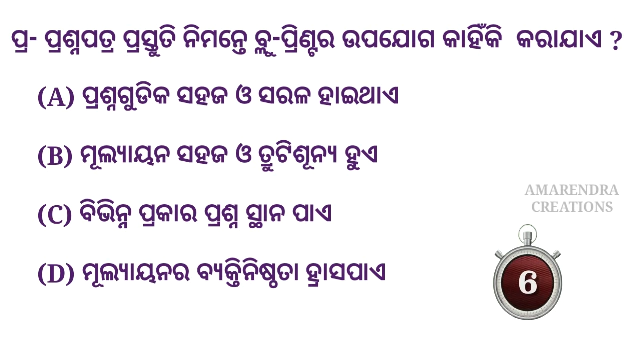 ପ୍ର- ପ୍ରଶ୍ନପତ୍ର ପ୍ରସ୍ତୁତି ନିମନ୍ତେ ବ୍ଲୁ-ପ୍ରିଣ୍ଟର ଉପଯୋଗ କାହିଁକି କରାଯାଏ ?
(A) ପ୍ରଶ୍ନଗୁଡିକ ସହଜ ଓ ସରଳ ହାଇଥାଏ
(B) ମୂଲ୍ୟାୟନ ସହଜ ଓ ତ୍ରୁଟିଶୂନ୍ୟ ହୁଏ
(C) ବିଭିନ୍ନ ପ୍ରକାର ପ୍ରଶ୍ନ ସ୍ଥାନ ପାଏ
(D) ମୂଲ୍ୟାୟନର ବ୍ୟକ୍ତିନିଷ୍ଠତା ହ୍ରାସପାଏ
AMARENDRA
CREATIONS
6